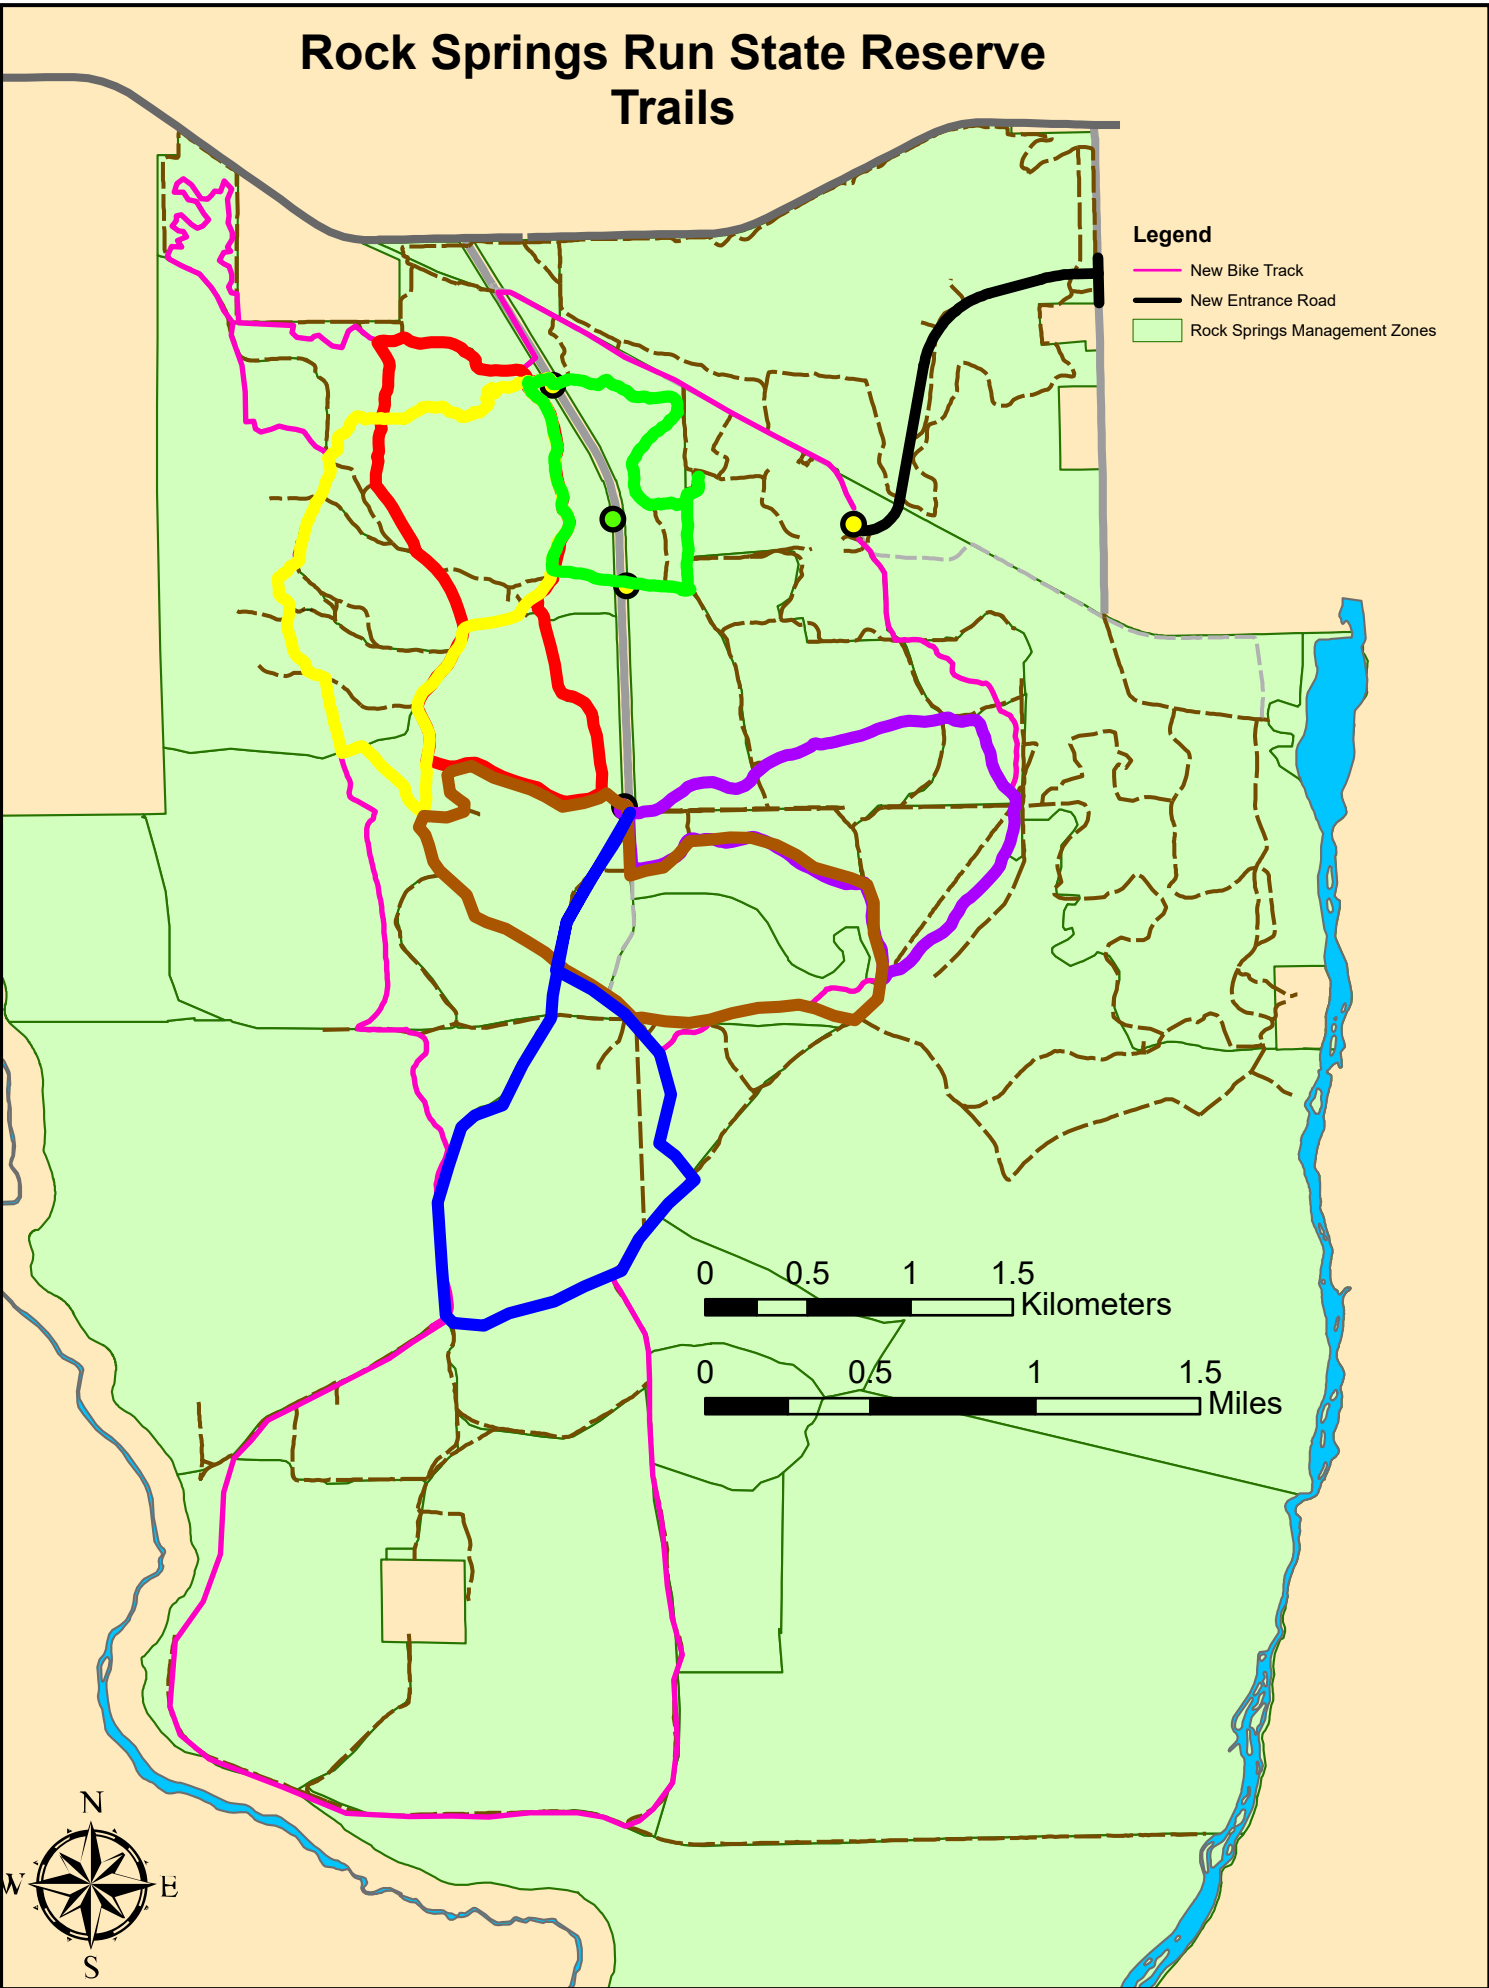 Rock Springs Run State Reserve
Trails
Legend
New Bike Track
New Entrance Road
Rock Springs Management Zones
0 0.5 1 1.5
Kilometers
0 0.5 1 1.5
Miles
N
W E
S